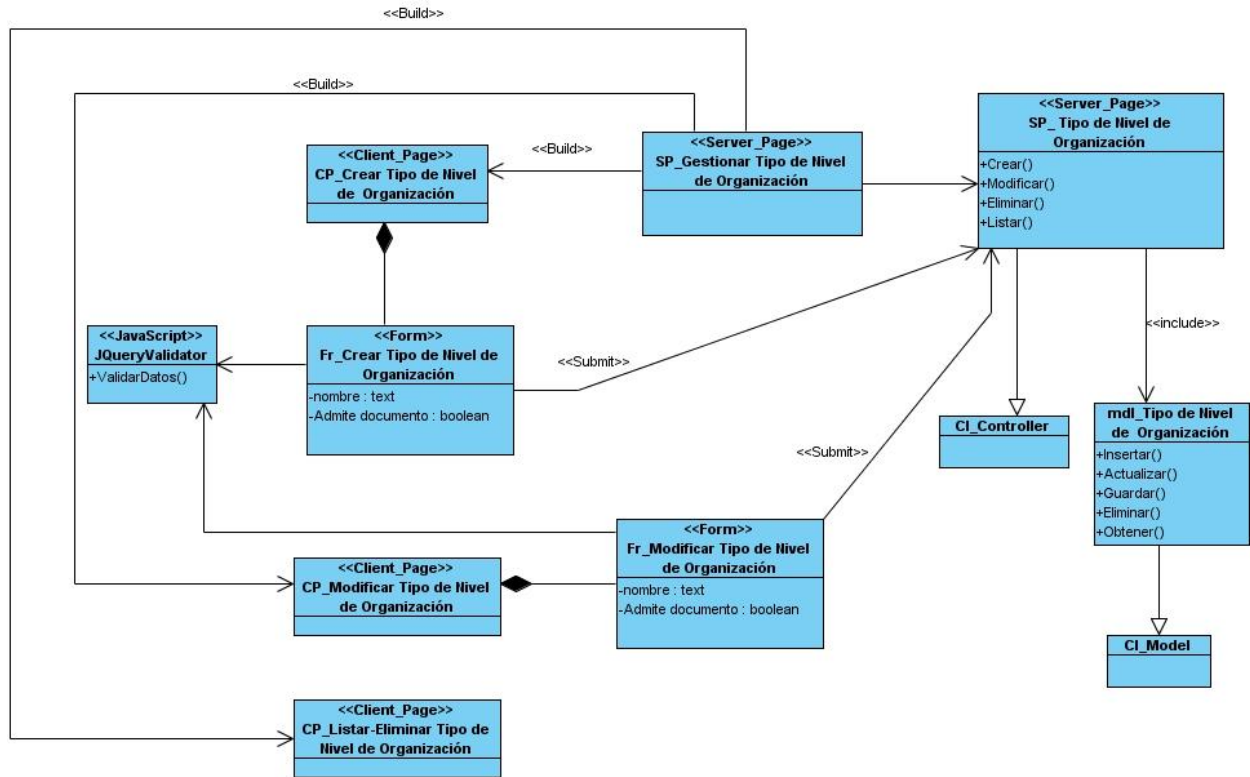 <<Build>>
<<Build>>
<<Build>>
<<Client_Page>>
CP_Crear Tipo de Nivel
de Organización
<<Server_Page>>
SP_Gestionar Tipo de Nivel
de Organización
<<Server_Page>>
SP_ Tipo de Nivel de
Organización
+Crear()
+Modificar()
+Eliminar()
+Listar()
<<JavaScript>>
JQueryValidator
+ValidarDatos()
<<Form>>
Fr_Crear Tipo de Nivel de
Organización
-nombre : text
-Admite documento : boolean
<<Submit>>
<<include>>
CI_Controller
mdl_Tipo de Nivel
de Organización
+Insertar()
+Actualizar()
+Guardar()
+Eliminar()
+Obtener()
<<Submit>>
<<Client_Page>>
CP_Modificar Tipo de Nivel
de Organización
<<Form>>
Fr_Modificar Tipo de Nivel
de Organización
-nombre : text
-Admite documento : boolean
CI_Model
<<Client_Page>>
CP_Listar-Eliminar Tipo de
Nivel de Organización